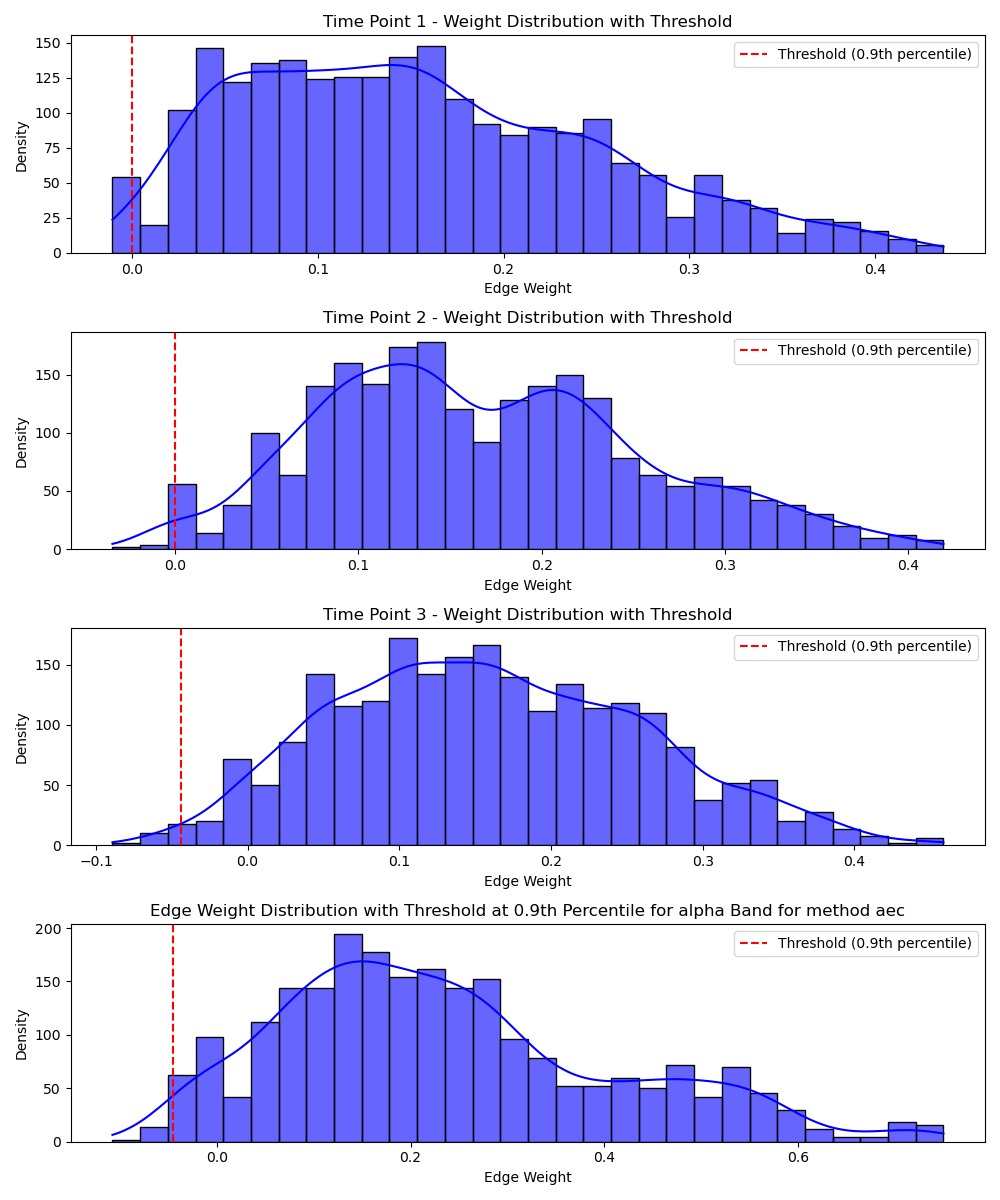 Time Point 1 - Weight Distribution with Threshold
Threshold (0.9th percentile)
150
125
100
75
50
25
0
Density
0.0 0.1 0.2 0.3 0.4
Edge Weight
Time Point 2 - Weight Distribution with Threshold
Threshold (0.9th percentile)
150
100
50
0
Density
0.0 0.1 0.2 0.3 0.4
Edge Weight
Time Point 3 - Weight Distribution with Threshold
Threshold (0.9th percentile)
150
100
50
0
Density
−0.1 0.0 0.1 0.2 0.3 0.4
Edge Weight
Edge Weight Distribution with Threshold at 0.9th Percentile for alpha Band for method aec
Threshold (0.9th percentile)
200
150
100
50
0
Density
0.0 0.2 0.4 0.6
Edge Weight